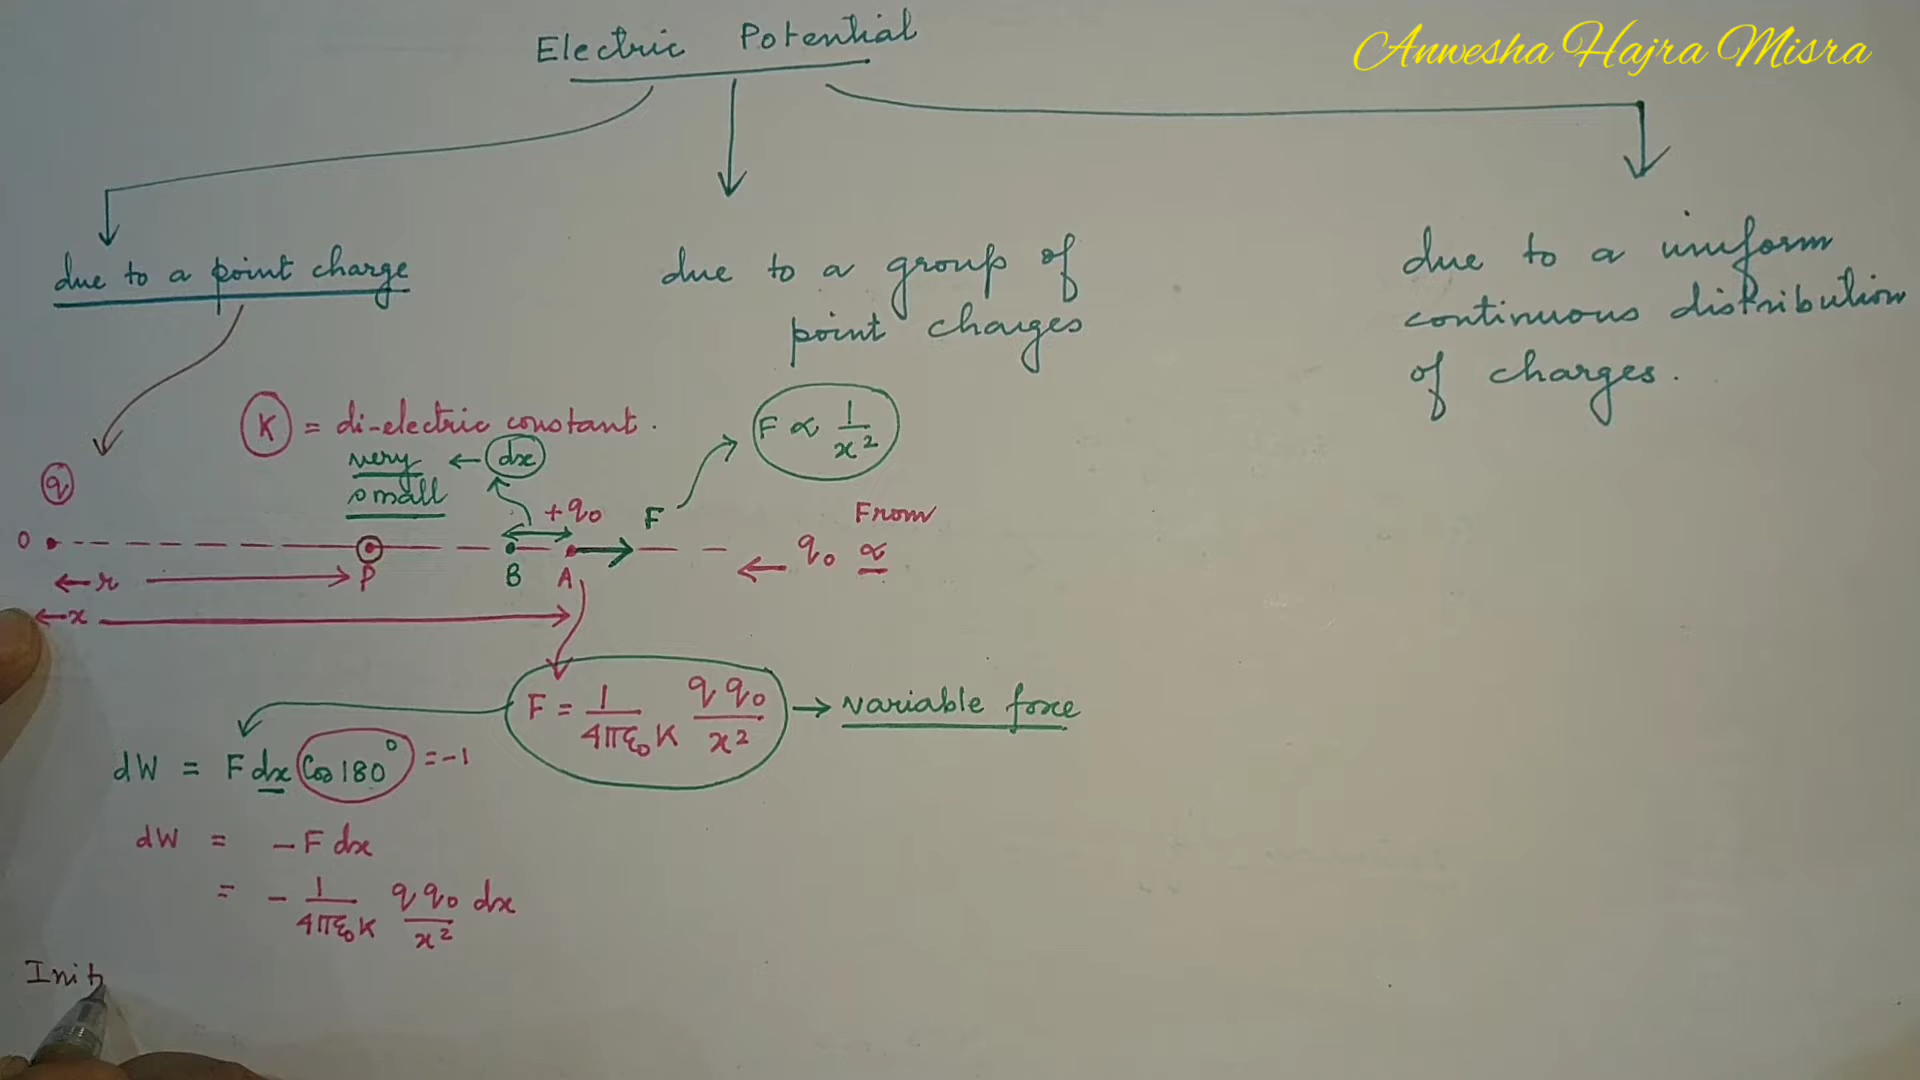 Electric Potential
Anwesha Hajra Misra
due to a point charge
due to a group of
point charges
due to a uniform
continuous distribution
of charges.
K = di-electric constant.
very ← dx
small
F ∝ 1/x²
q
+q₀
F
From
O
P
B
A
← q₀ ∝
← r →
← x →
F = 1/4πε₀K qq₀/x² → variable force
dW = F dx Cos 180° = -1
dW = - F dx
= - 1/4πε₀K qq₀/x² dx
Init